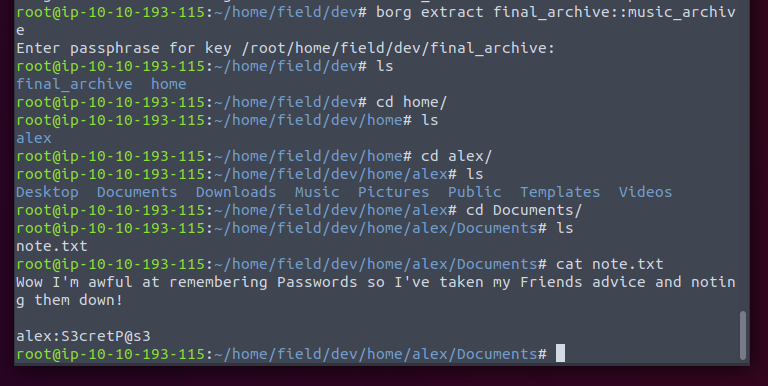 root@ip-10-10-193-115:~/home/field/dev# borg extract final_archive::music_archiv
e
Enter passphrase for key /root/home/field/dev/final_archive:
root@ip-10-10-193-115:~/home/field/dev# ls
final_archive  home
root@ip-10-10-193-115:~/home/field/dev# cd home/
root@ip-10-10-193-115:~/home/field/dev/home# ls
alex
root@ip-10-10-193-115:~/home/field/dev/home# cd alex/
root@ip-10-10-193-115:~/home/field/dev/home/alex# ls
Desktop  Documents  Downloads  Music  Pictures  Public  Templates  Videos
root@ip-10-10-193-115:~/home/field/dev/home/alex# cd Documents/
root@ip-10-10-193-115:~/home/field/dev/home/alex/Documents# ls
note.txt
root@ip-10-10-193-115:~/home/field/dev/home/alex/Documents# cat note.txt
Wow I'm awful at remembering Passwords so I've taken my Friends advice and notin
g them down!
alex:S3cretP@s3
root@ip-10-10-193-115:~/home/field/dev/home/alex/Documents#